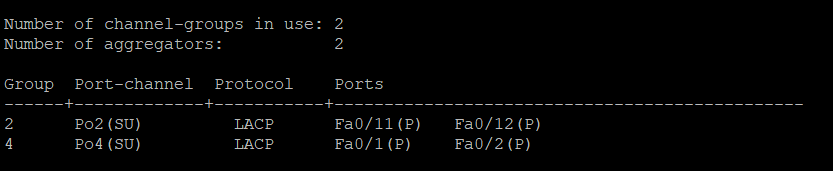 Number of channel-groups in use: 2
Number of aggregators:           2
Group  Port-channel  Protocol    Ports
------+-------------+-----------+-----------------------------------------------
2      Po2(SU)         LACP      Fa0/11(P)   Fa0/12(P)
4      Po4(SU)         LACP      Fa0/1(P)    Fa0/2(P)